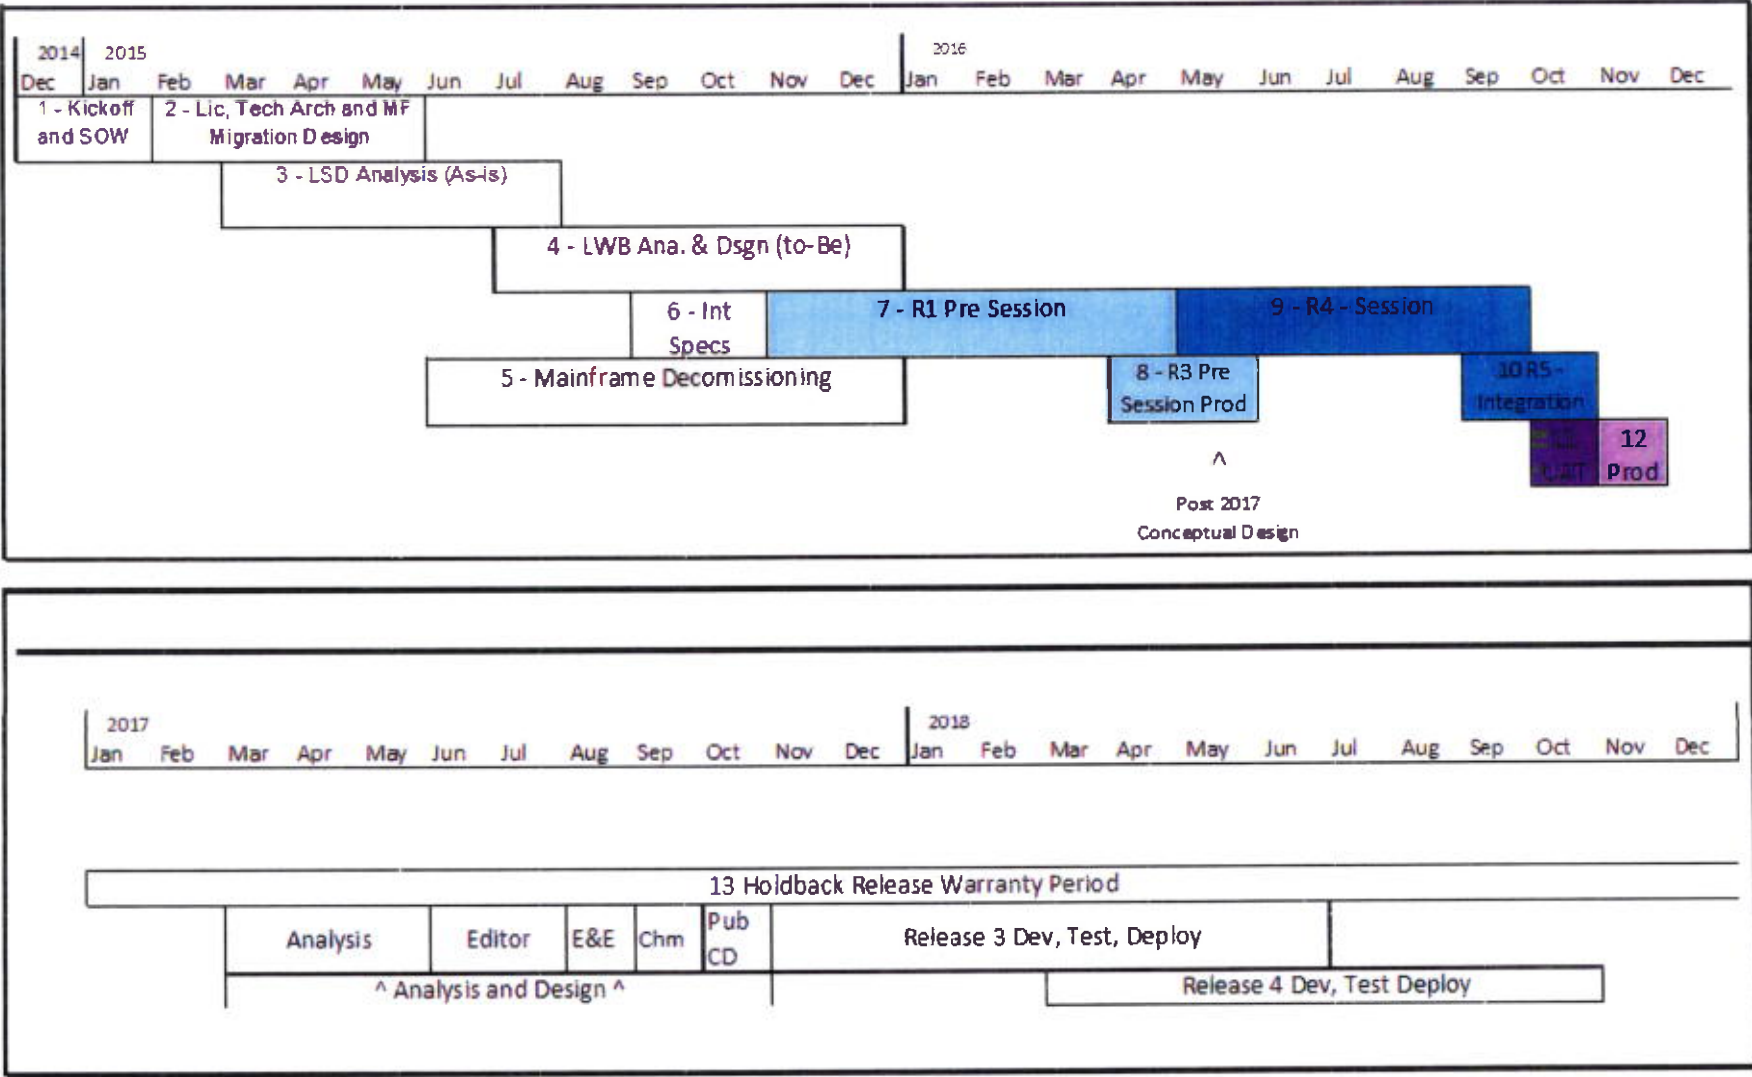 2014 2015 2016
Dec Jan Feb Mar Apr May Jun Jul Aug Sep Oct Nov Dec Jan Feb Mar Apr May Jun Jul Aug Sep Oct Nov Dec
1 - Kickoff
and SOW
2 - Lic, Tech Arch and MF
Migration Design
3 - LSD Analysis (As-is)
4 - LWB Ana. & Dsgn (to-Be)
6 - Int
Specs
7 - R1 Pre Session
9 - R4 - Session
5 - Mainframe Decomissioning
8 - R3 Pre
Session Prod
10 R5 -
Integration
UAT
12
Prod
^
Post 2017
Conceptual Design
2017 2018
Jan Feb Mar Apr May Jun Jul Aug Sep Oct Nov Dec Jan Feb Mar Apr May Jun Jul Aug Sep Oct Nov Dec
13 Holdback Release Warranty Period
Analysis
Editor
E&E
Chm
Pub
CD
Release 3 Dev, Test, Deploy
^ Analysis and Design ^
Release 4 Dev, Test Deploy